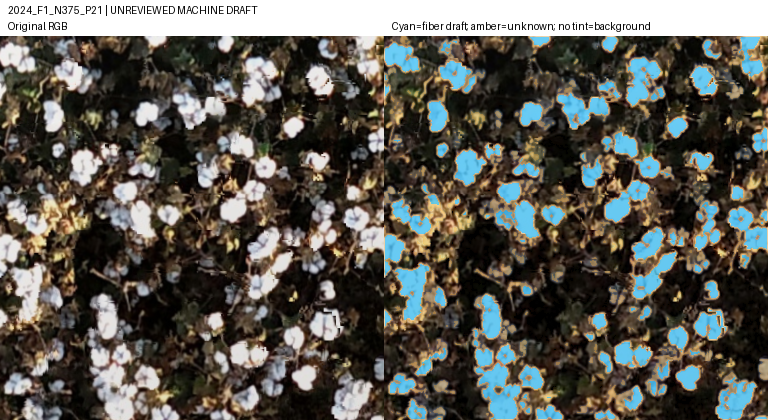 2024_F1_N375_P21 | UNREVIEWED MACHINE DRAFT
Original RGB
Cyan=fiber draft; amber=unknown; no tint=background